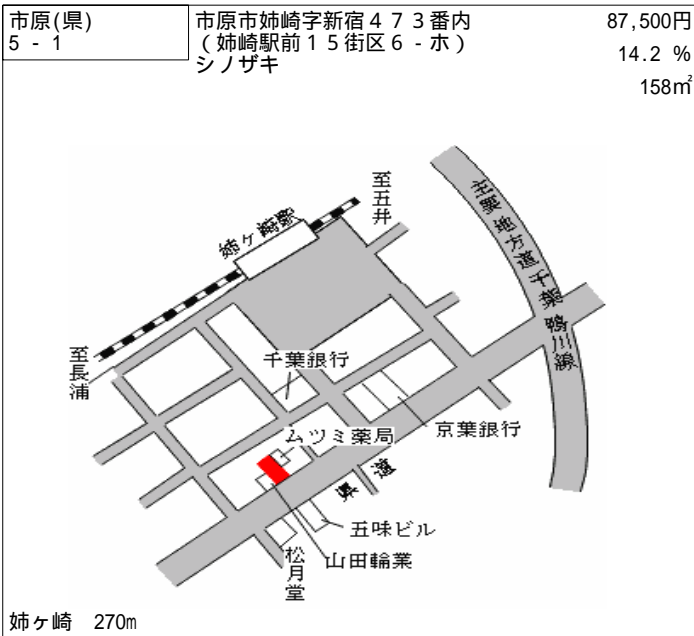 市原(県)
5 - 1
市原市姉崎字新宿４７３番内
（姉崎駅前１５街区６‐ホ）
シノザキ
87,500円
14.2 %
158㎡
至五井
姉ヶ崎駅
主要地方道千葉鴨川線
至長浦
千葉銀行
京葉銀行
ムツミ薬局
県道
五味ビル
山田輪業
松月堂
姉ヶ崎　270m